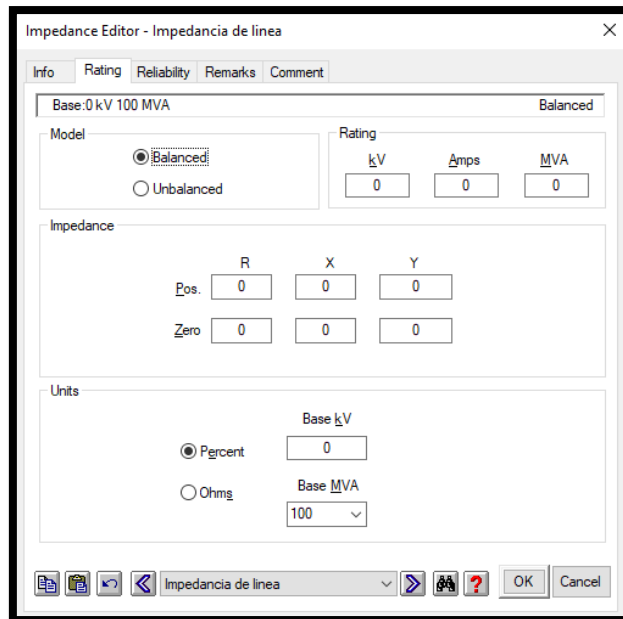 Impedance Editor - Impedancia de linea
Info Rating Reliability Remarks Comment
Base:0 kV 100 MVA Balanced
Model
Balanced
Unbalanced
Rating
kV Amps MVA
0 0 0
Impedance
R X Y
Pos. 0 0 0
Zero 0 0 0
Units
Base kV
Percent 0
Ohms Base MVA
100
Impedancia de linea ? OK Cancel